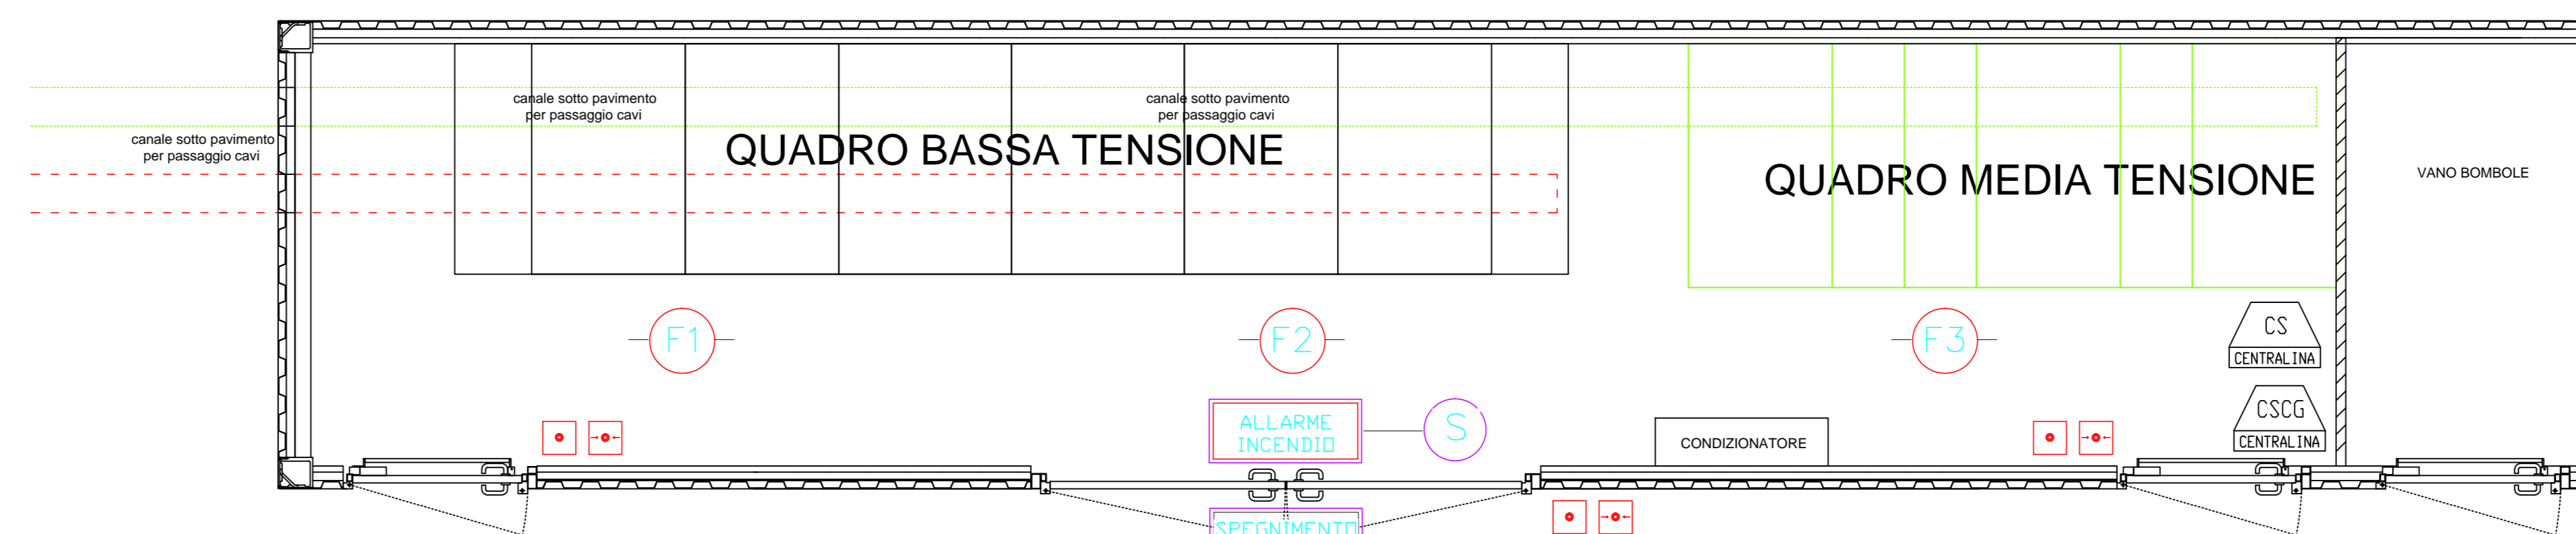 canale sotto pavimento
per passaggio cavi
canale sotto pavimento
per passaggio cavi
canale sotto pavimento
per passaggio cavi
QUADRO BASSA TENSIONE
QUADRO MEDIA TENSIONE
VANO BOMBOLE
F1
F2
F3
CS
CENTRALINA
ALLARME
INCENDIO
S
CONDIZIONATORE
CSCG
CENTRALINA
SPEGNIMENTO